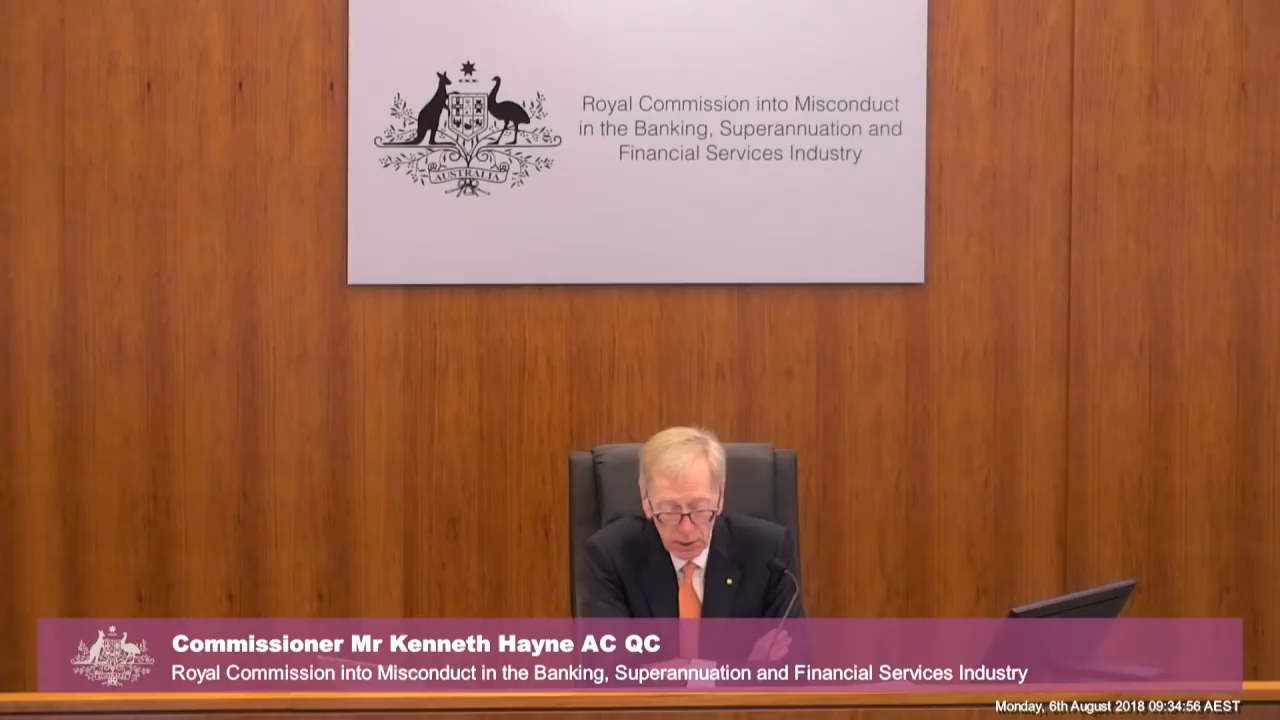 Royal Commission into Misconduct
in the Banking, Superannuation and
Financial Services Industry
AUSTRALIA
Commissioner Mr Kenneth Hayne AC QC
Royal Commission into Misconduct in the Banking, Superannuation and Financial Services Industry
Monday, 6th August 2018 09:34:56 AEST